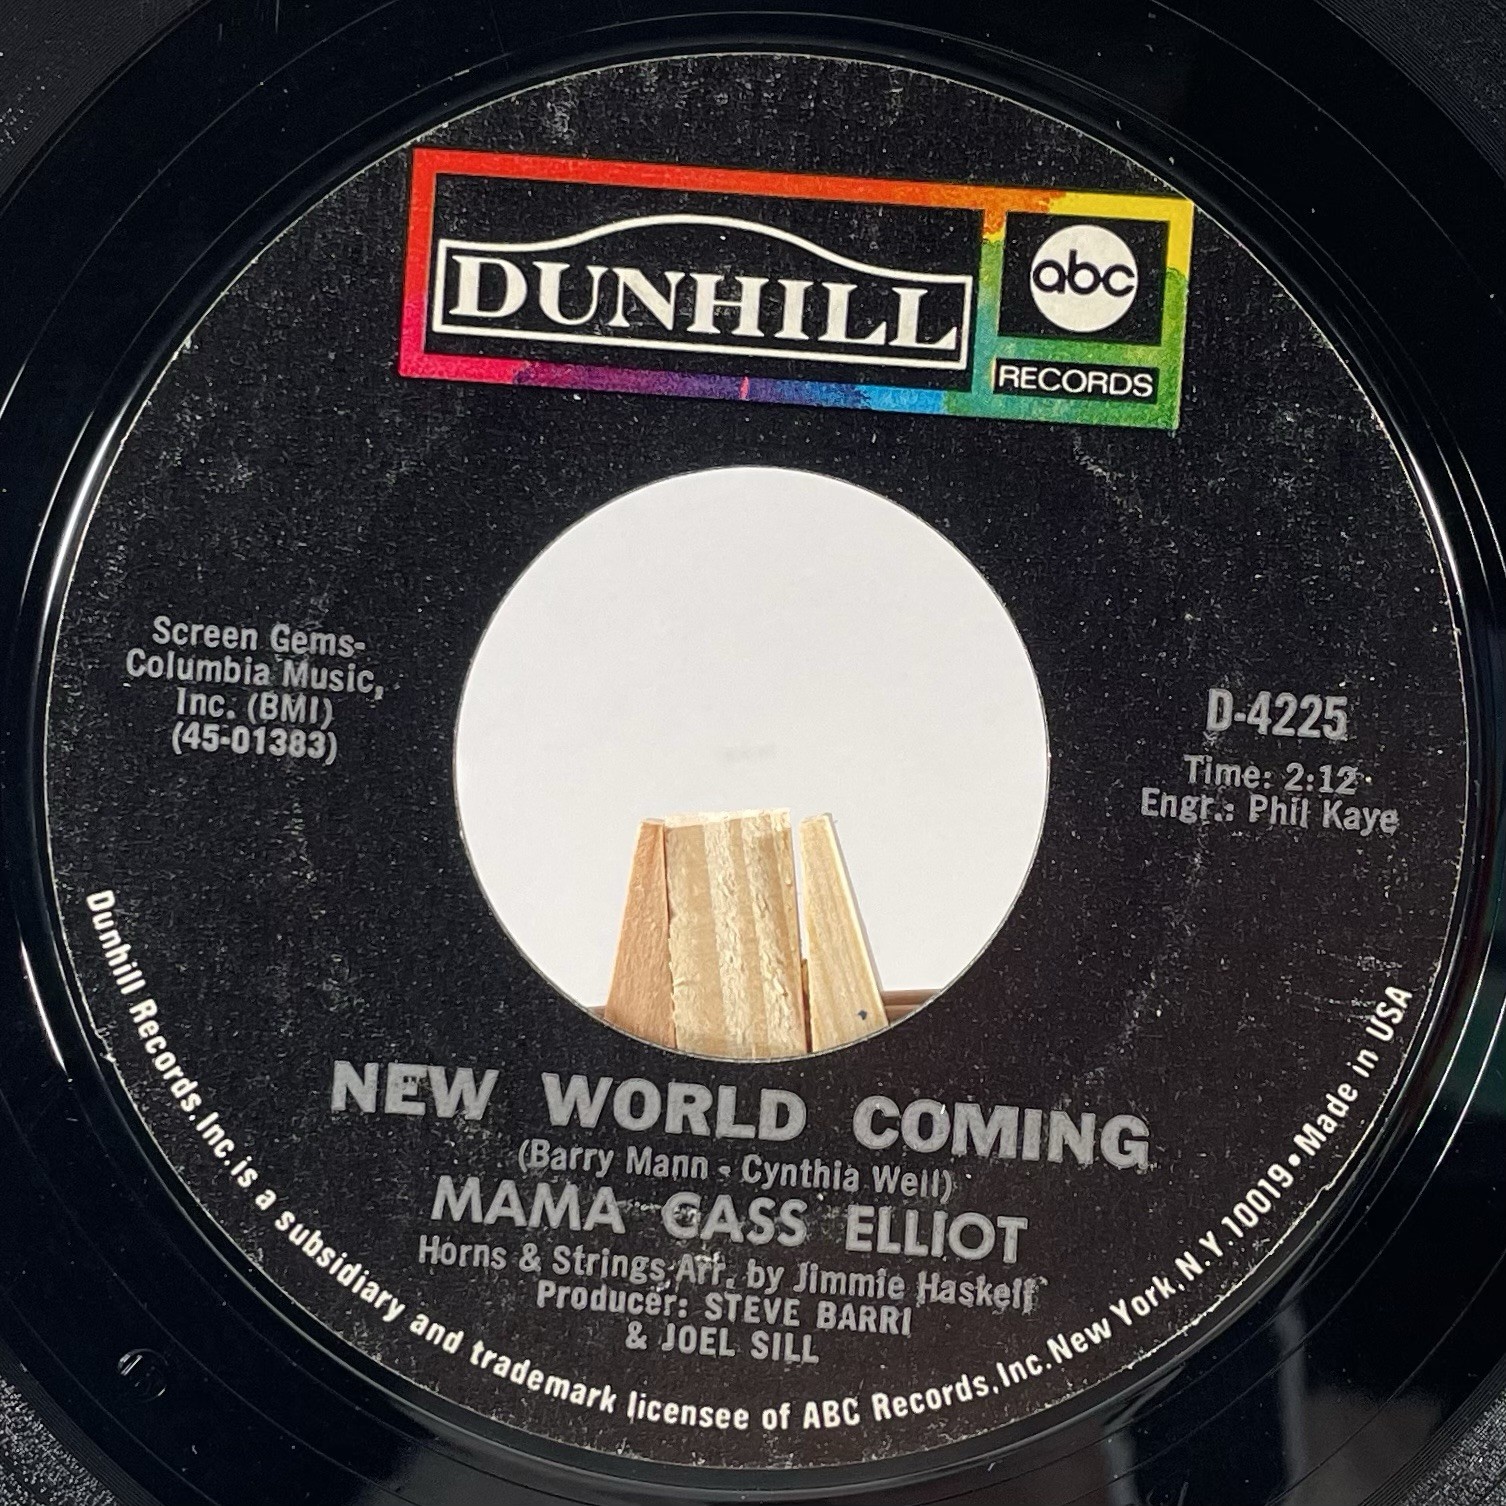 DUNHILL
abc
RECORDS
Screen Gems-
Columbia Music,
Inc. (BMI)
(45-01383)
D-4225
Time: 2:12
Engr.: Phil Kaye
NEW WORLD COMING
(Barry Mann - Cynthia Weil)
MAMA CASS ELLIOT
Horns & Strings Arr. by Jimmie Haskell
Producer: STEVE BARRI
& JOEL SILL
Dunhill Records, Inc. is a subsidiary and trademark licensee of ABC Records, Inc. New York, N.Y. 10019 • Made in USA